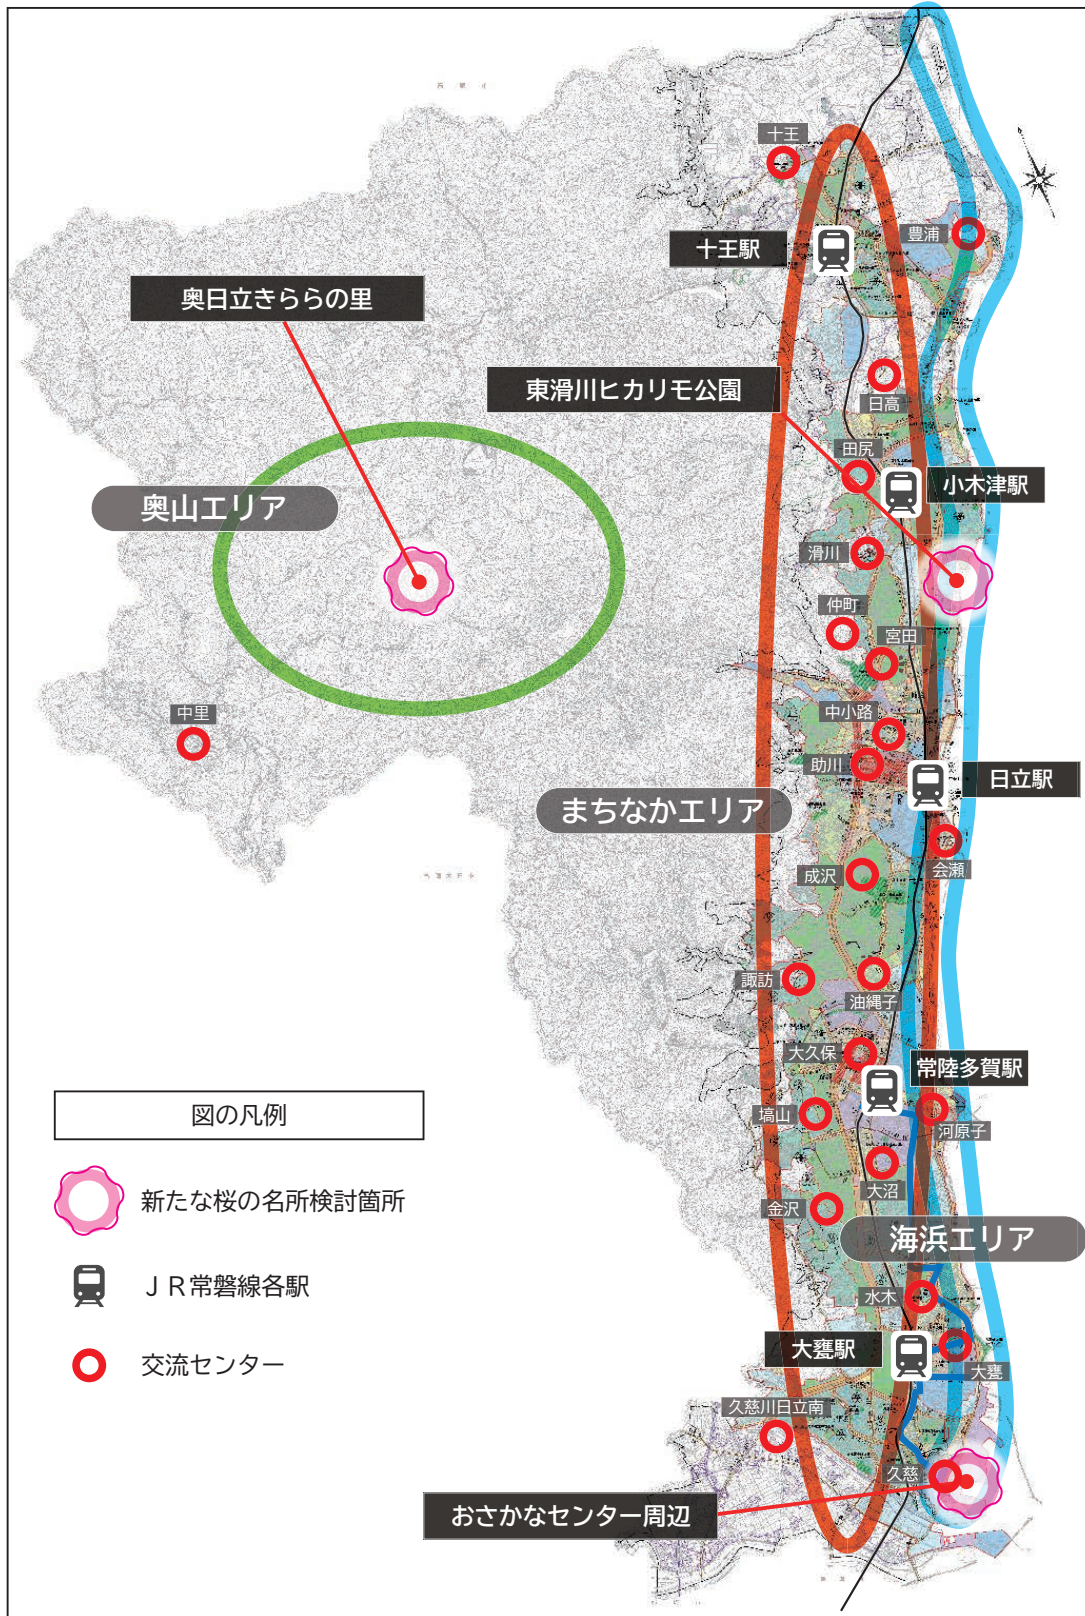 十王
豊浦
十王駅
奥日立きららの里
東滑川ヒカリモ公園
日高
田尻
小木津駅
奥山エリア
滑川
仲町
宮田
中里
中小路
助川
日立駅
まちなかエリア
会瀬
成沢
諏訪
油縄子
大久保
常陸多賀駅
塙山
河原子
図の凡例
大沼
新たな桜の名所検討箇所
金沢
海浜エリア
ＪＲ常磐線各駅
水木
大甕駅
交流センター
大甕
久慈川日立南
久慈
おさかなセンター周辺